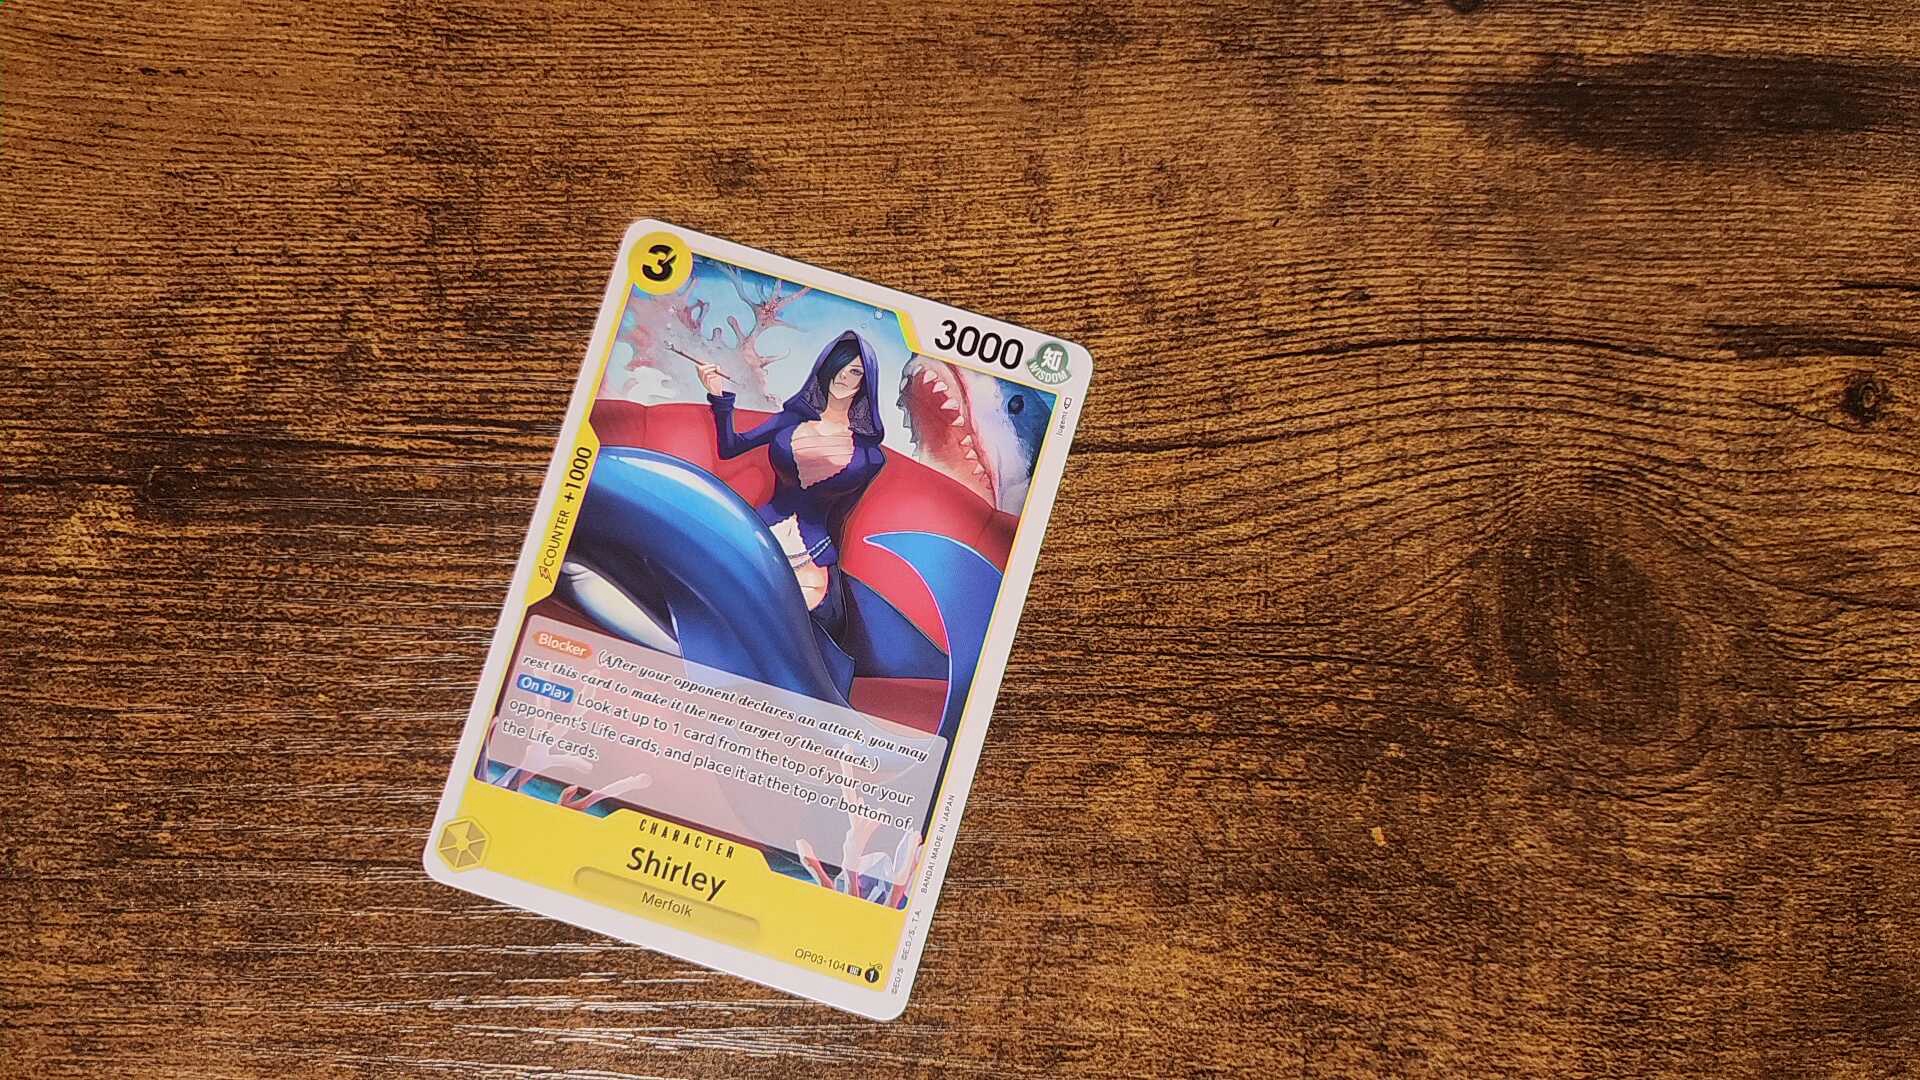 3
3000
知
WISDOM
lugemi
COUNTER +1000
Blocker (After your opponent declares an attack, you may
rest this card to make it the new target of the attack.)
On Play Look at up to 1 card from the top of your or your
opponent's Life cards, and place it at the top or bottom of
the Life cards.
CHARACTER
Shirley
Merfolk
OP03-104 UC 1
©E.O./S. ©E.O./S., T.A. BANDAI MADE IN JAPAN